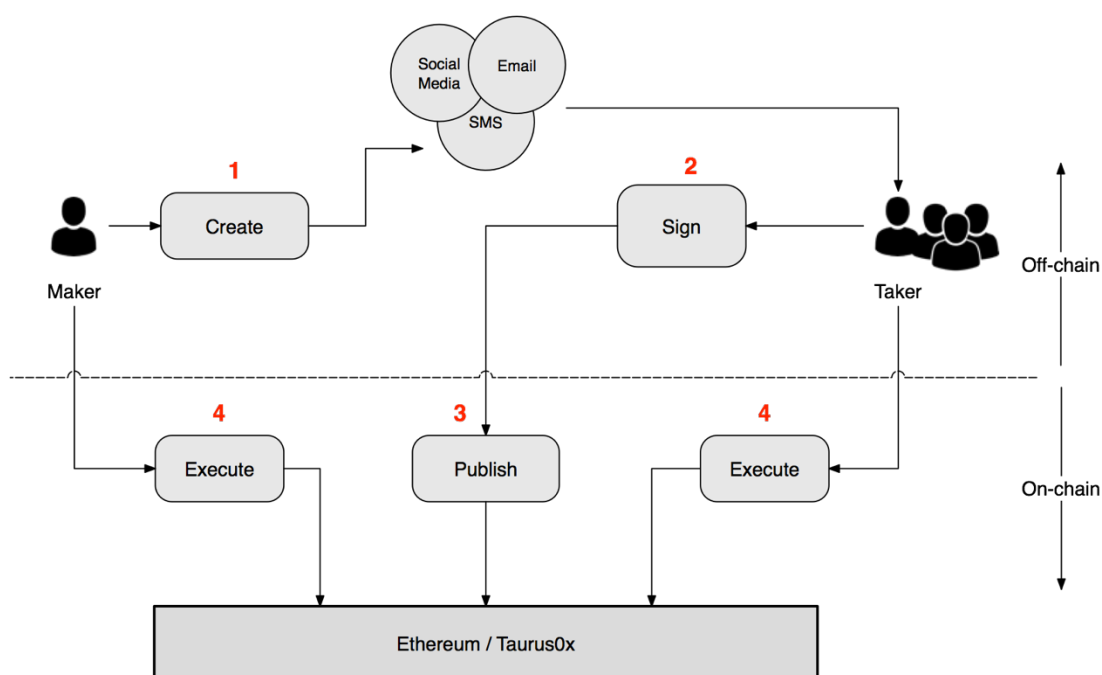 Social
Media
Email
SMS
1
2
Create
Sign
Maker
Taker
Off-chain
4
3
4
Execute
Publish
Execute
On-chain
Ethereum / Taurus0x